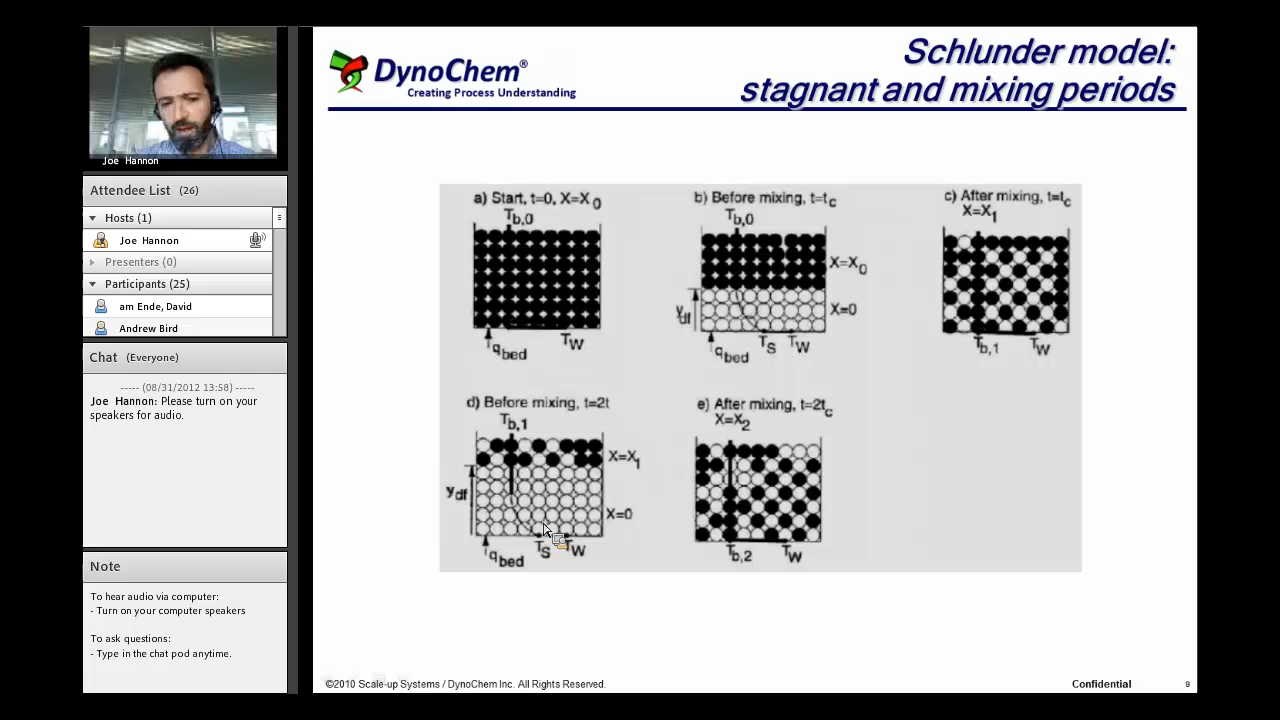 Joe Hannon
Attendee List (26)
Hosts (1)
Joe Hannon
Presenters (0)
Participants (25)
am Ende, David
Andrew Bird
Chat (Everyone)
----- (08/31/2012 13:58) -----
Joe Hannon: Please turn on your
speakers for audio.
Note
To hear audio via computer:
- Turn on your computer speakers
To ask questions:
- Type in the chat pod anytime.
DynoChem®
Creating Process Understanding
Schlunder model:
stagnant and mixing periods
a) Start, t=0, X=X0
Tb,0
qbed TW
b) Before mixing, t=tc
Tb,0
X=X0
ydf X=0
qbed TS TW
c) After mixing, t=tc
X=X1
Tb,1 TW
d) Before mixing, t=2t
Tb,1
X=X1
ydf
X=0
qbed TS TW
e) After mixing, t=2tc
X=X2
Tb,2 TW
©2010 Scale-up Systems / DynoChem Inc. All Rights Reserved.
Confidential
9